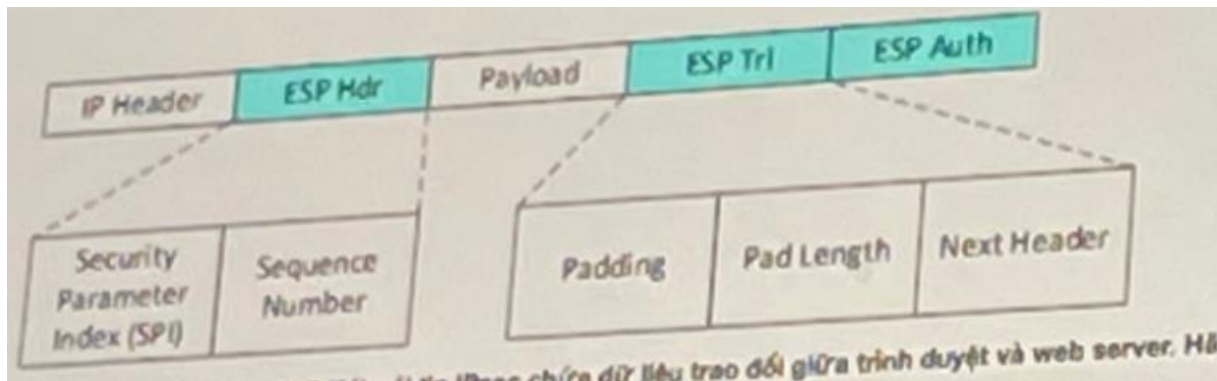 IP Header ESP Hdr Payload ESP Trl ESP Auth
Security
Parameter
Index (SPI)
Sequence
Number
Padding Pad Length Next Header
chứa dữ liệu trao đổi giữa trình duyệt và web server.